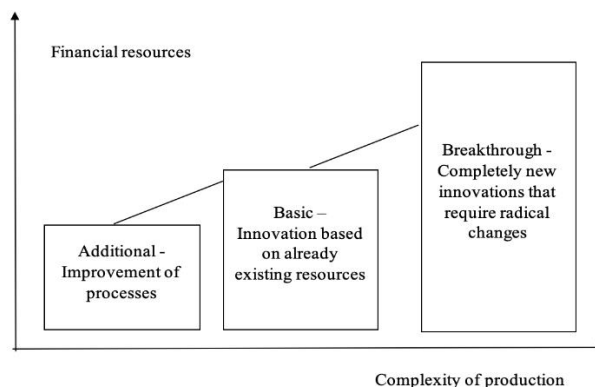 Financial resources
Additional -
Improvement of
processes
Basic –
Innovation based
on already
existing resources
Breakthrough -
Completely new
innovations that
require radical
changes
Complexity of production